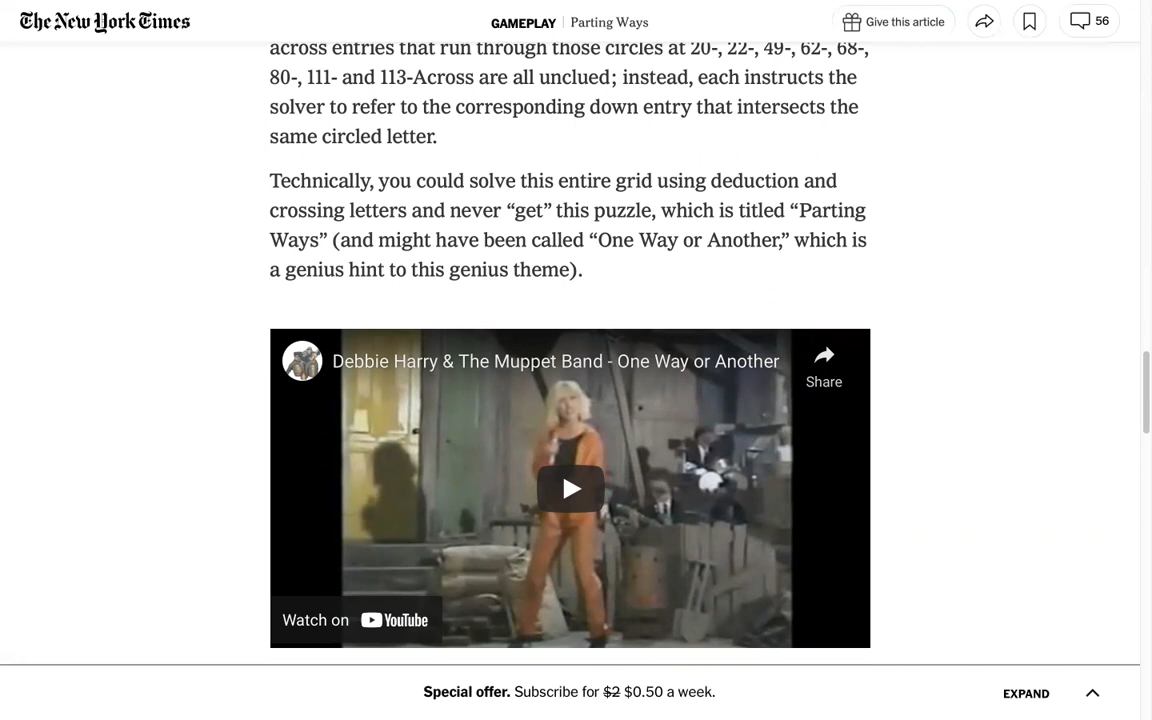 The New York Times
GAMEPLAY | Parting Ways
Give this article
56
across entries that run through those circles at 20-, 22-, 49-, 62-, 68-,
80-, 111- and 113-Across are all unclued; instead, each instructs the
solver to refer to the corresponding down entry that intersects the
same circled letter.
Technically, you could solve this entire grid using deduction and
crossing letters and never “get” this puzzle, which is titled “Parting
Ways” (and might have been called “One Way or Another,” which is
a genius hint to this genius theme).
Debbie Harry & The Muppet Band - One Way or Another
Share
Watch on YouTube
Special offer. Subscribe for $2 $0.50 a week.
EXPAND